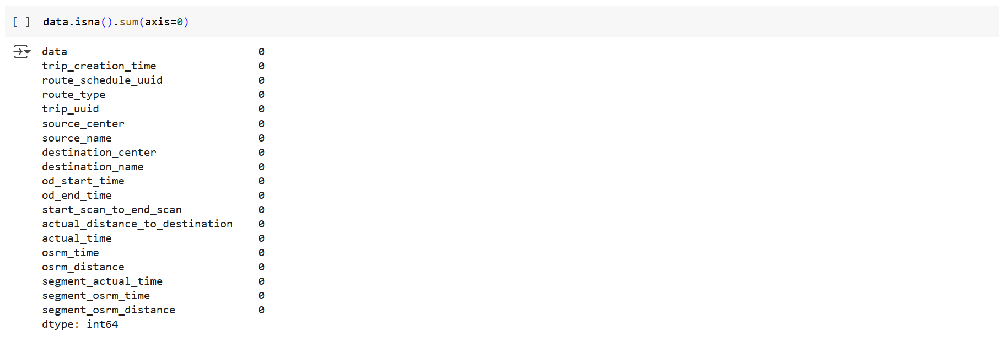 [ ] data.isna().sum(axis=0)
data 0
trip_creation_time 0
route_schedule_uuid 0
route_type 0
trip_uuid 0
source_center 0
source_name 0
destination_center 0
destination_name 0
od_start_time 0
od_end_time 0
start_scan_to_end_scan 0
actual_distance_to_destination 0
actual_time 0
osrm_time 0
osrm_distance 0
segment_actual_time 0
segment_osrm_time 0
segment_osrm_distance 0
dtype: int64